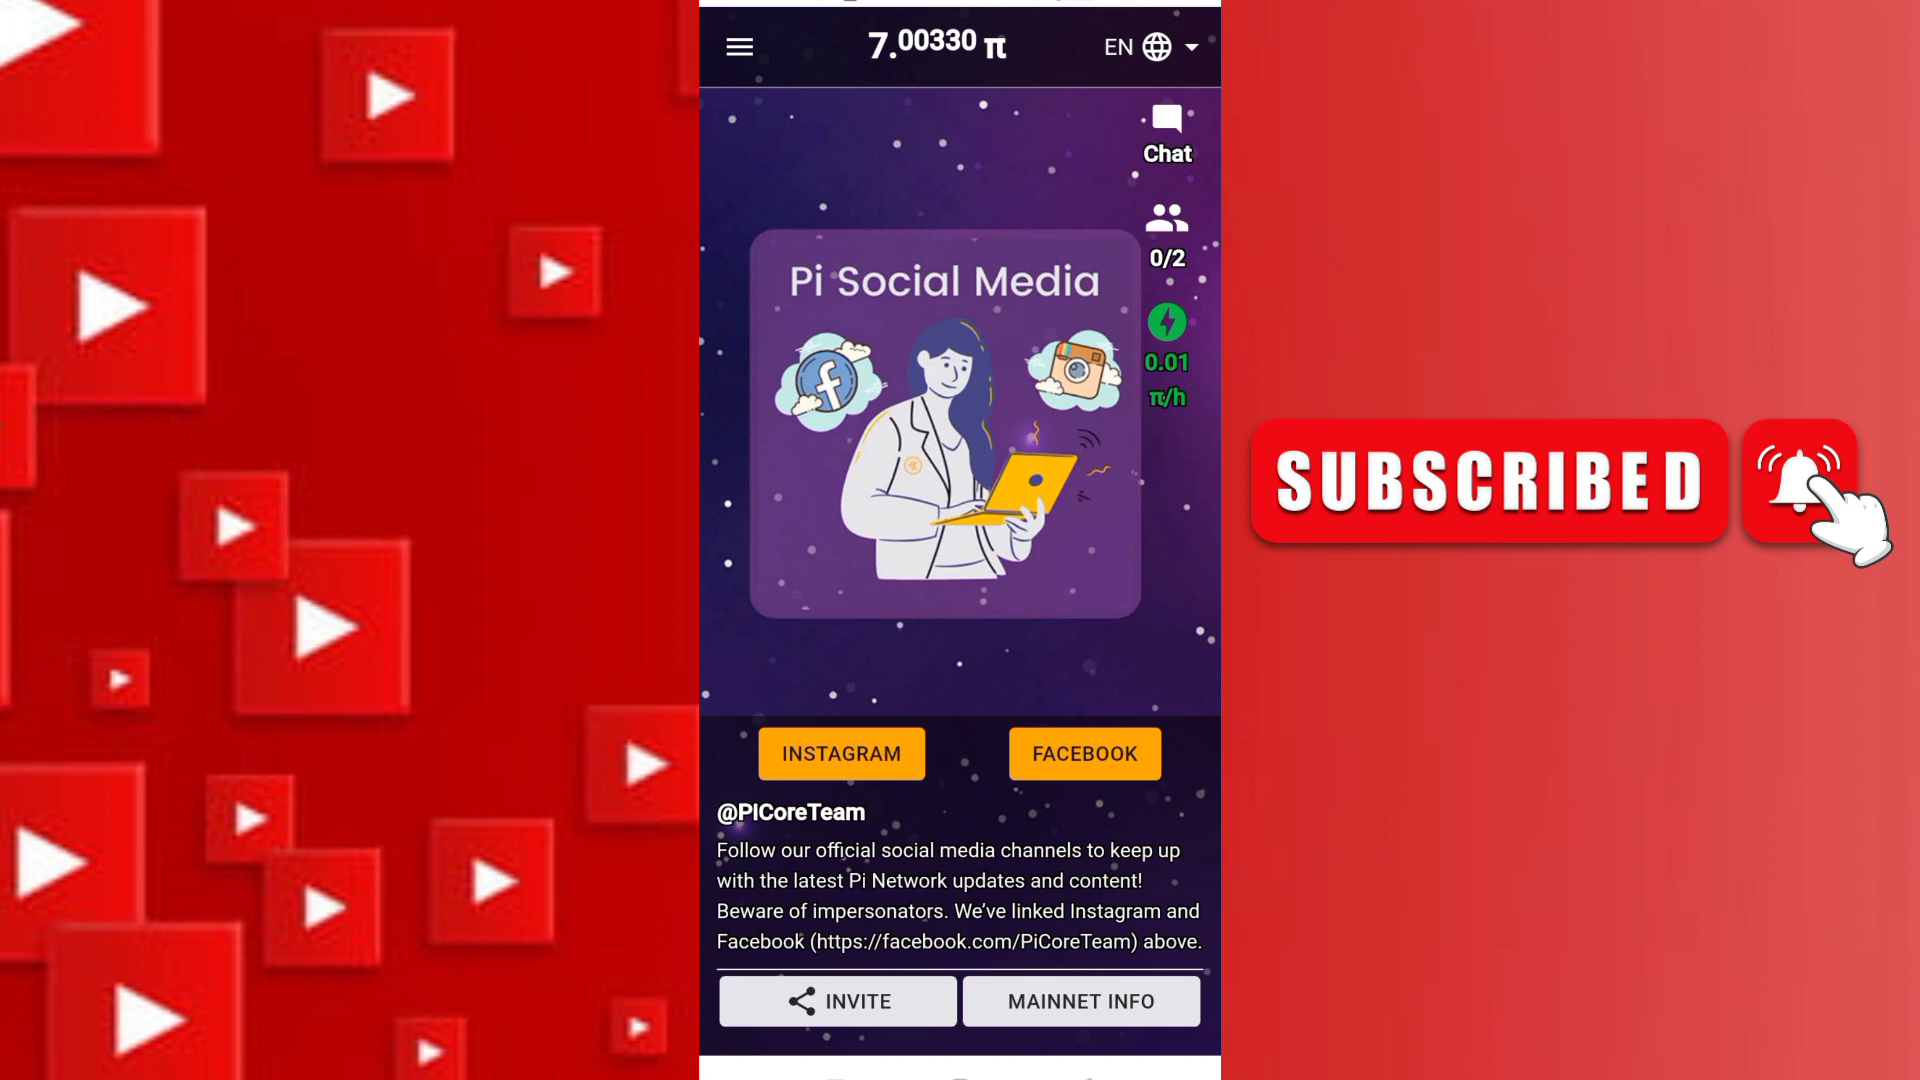 7.00330 π
EN
Chat
0/2
0.01
π/h
Pi Social Media
INSTAGRAM
FACEBOOK
@PICoreTeam
Follow our official social media channels to keep up
with the latest Pi Network updates and content!
Beware of impersonators. We’ve linked Instagram and
Facebook (https://facebook.com/PiCoreTeam) above.
INVITE
MAINNET INFO
SUBSCRIBED